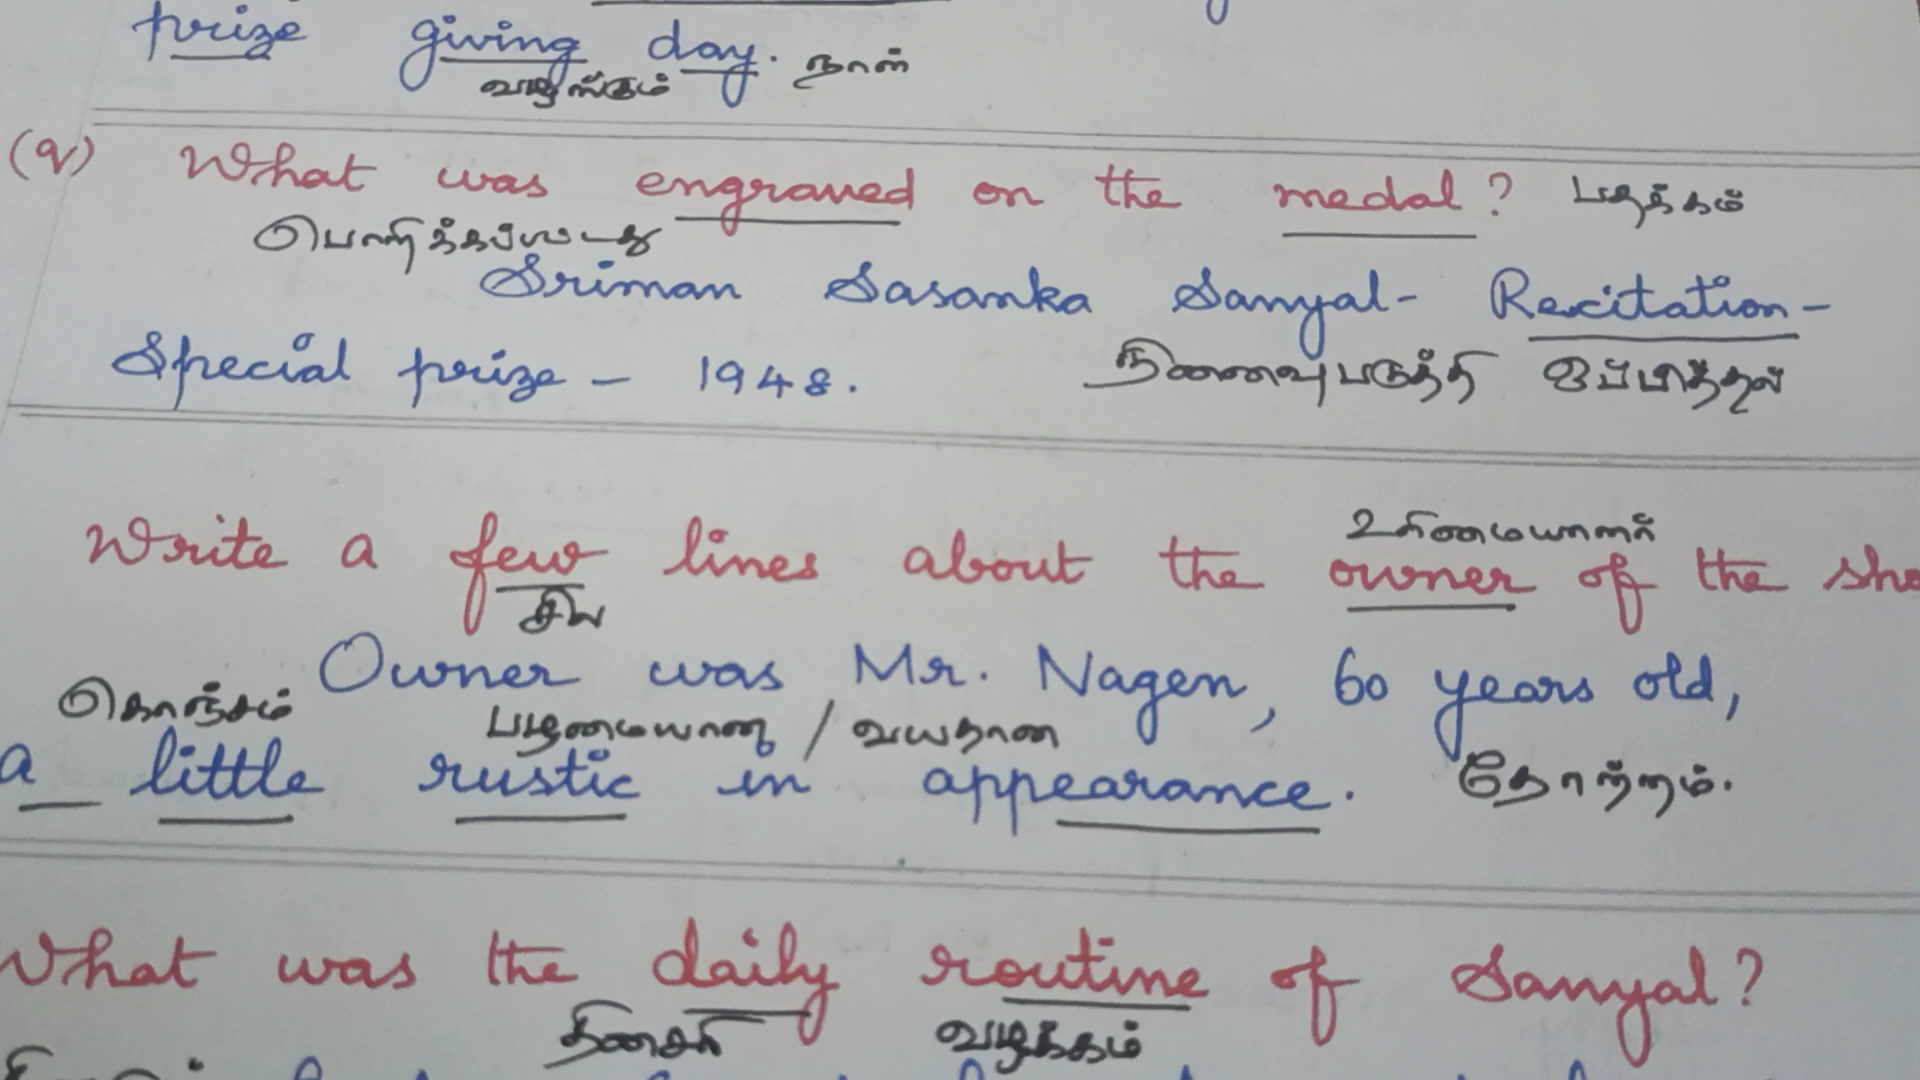 prize giving day. நாள்
வழங்கும்
(v) What was engraved on the medal? பதக்கம்
பொறிக்கப்பட்டது
Sriman Sasanka Sanyal- Recitation-
Special prize - 1948. நினைவுபடுத்தி ஒப்பித்தல்
உரிமையாளர்
Write a few lines about the owner of the
சில
Owner was Mr. Nagen, 60 years old,
கொஞ்சம் பழமையான / வயதான
a little rustic in appearance. தோற்றம்.
What was the daily routine of Sanyal?
தினசரி வழக்கம்